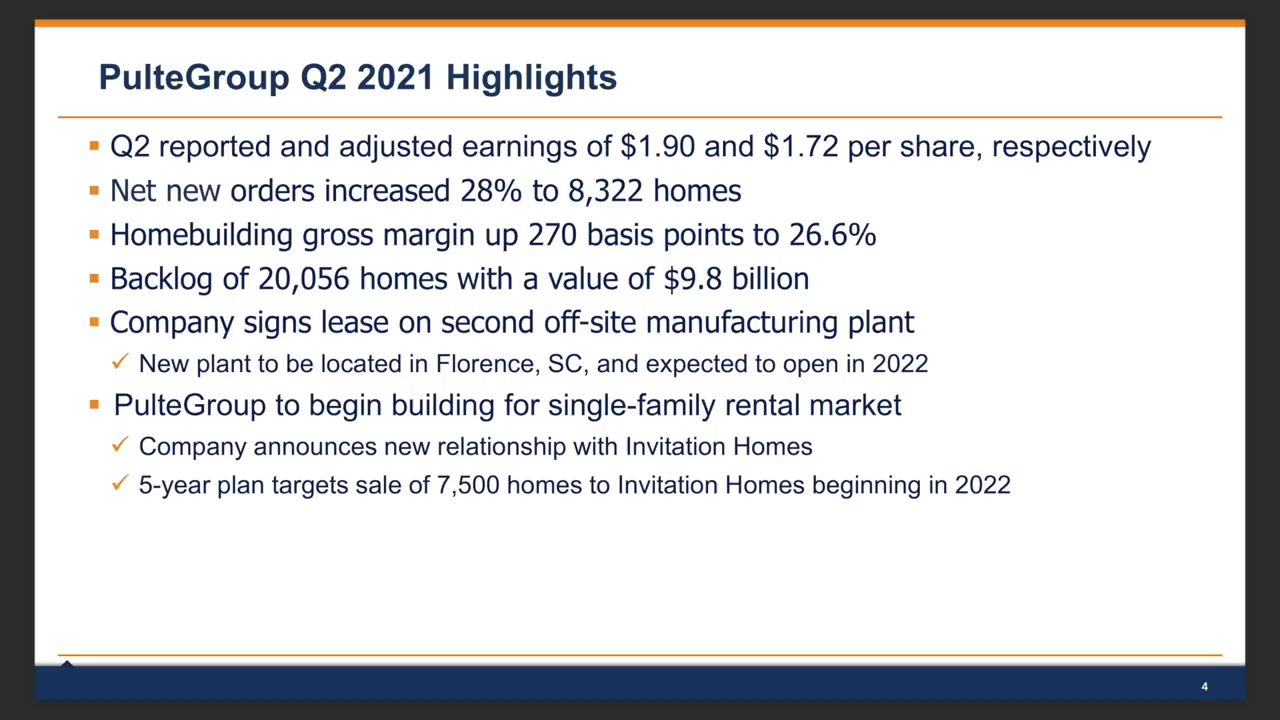 PulteGroup Q2 2021 Highlights
▪ Q2 reported and adjusted earnings of $1.90 and $1.72 per share, respectively
▪ Net new orders increased 28% to 8,322 homes
▪ Homebuilding gross margin up 270 basis points to 26.6%
▪ Backlog of 20,056 homes with a value of $9.8 billion
▪ Company signs lease on second off-site manufacturing plant
✓ New plant to be located in Florence, SC, and expected to open in 2022
▪ PulteGroup to begin building for single-family rental market
✓ Company announces new relationship with Invitation Homes
✓ 5-year plan targets sale of 7,500 homes to Invitation Homes beginning in 2022
4